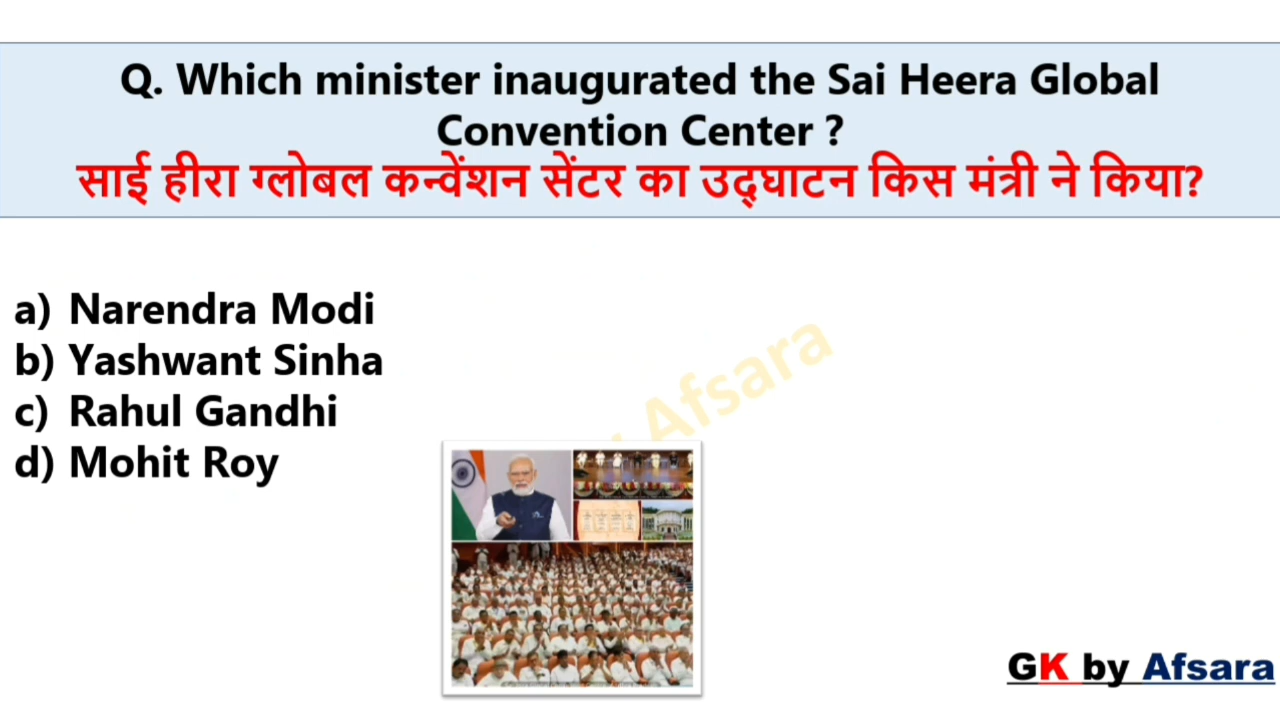 Q. Which minister inaugurated the Sai Heera Global
Convention Center ?
साई हीरा ग्लोबल कन्वेंशन सेंटर का उद्घाटन किस मंत्री ने किया?
a) Narendra Modi
b) Yashwant Sinha
c) Rahul Gandhi
d) Mohit Roy
Afsara
GK by Afsara